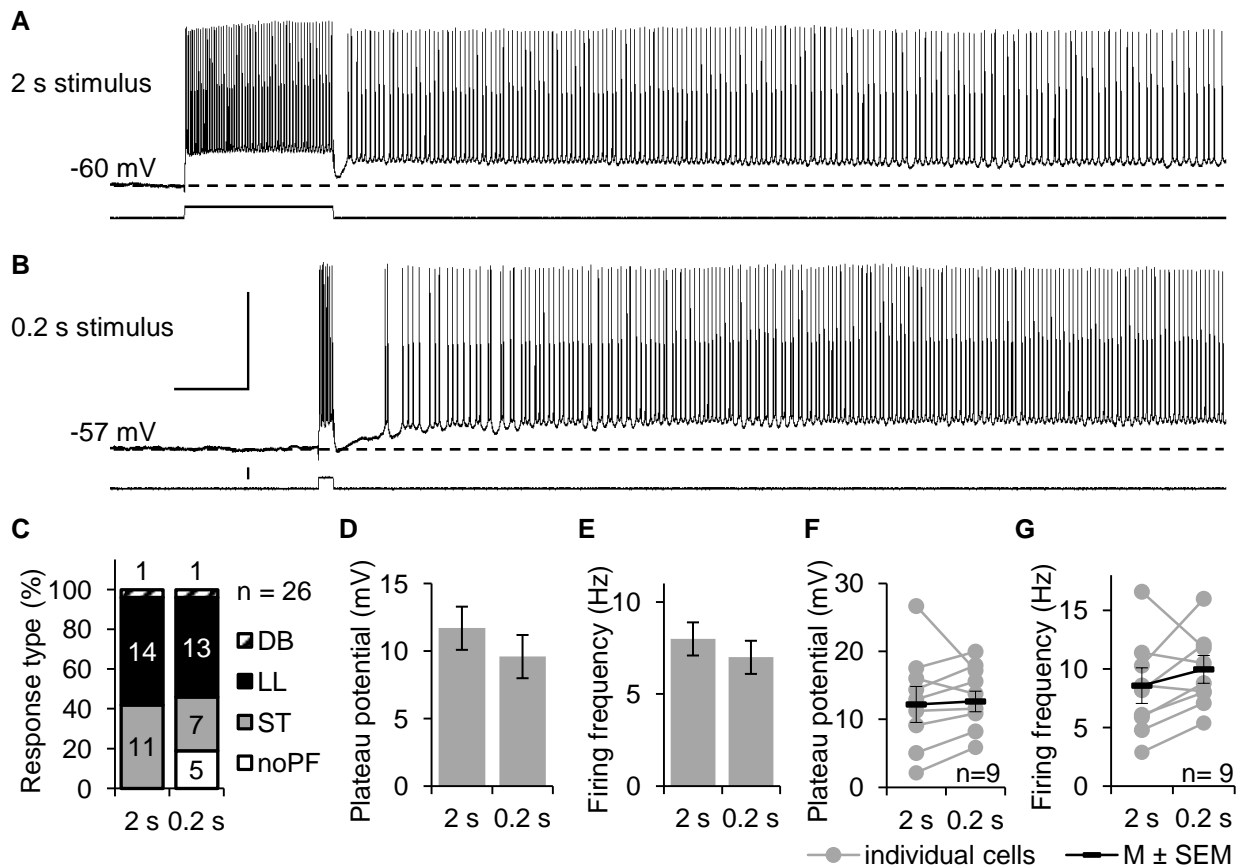 A
2 s stimulus
-60 mV
B
0.2 s stimulus
-57 mV
C
Response type (%)
100
80
60
40
20
0
1
1
14
13
11
7
5
2 s
0.2 s
n = 26
DB
LL
ST
noPF
D
Plateau potential (mV)
15
10
5
0
2 s
0.2 s
E
Firing frequency (Hz)
10
5
0
2 s
0.2 s
F
Plateau potential (mV)
30
20
10
0
n=9
2 s
0.2 s
G
Firing frequency (Hz)
15
10
5
0
n= 9
2 s
0.2 s
individual cells
M ± SEM